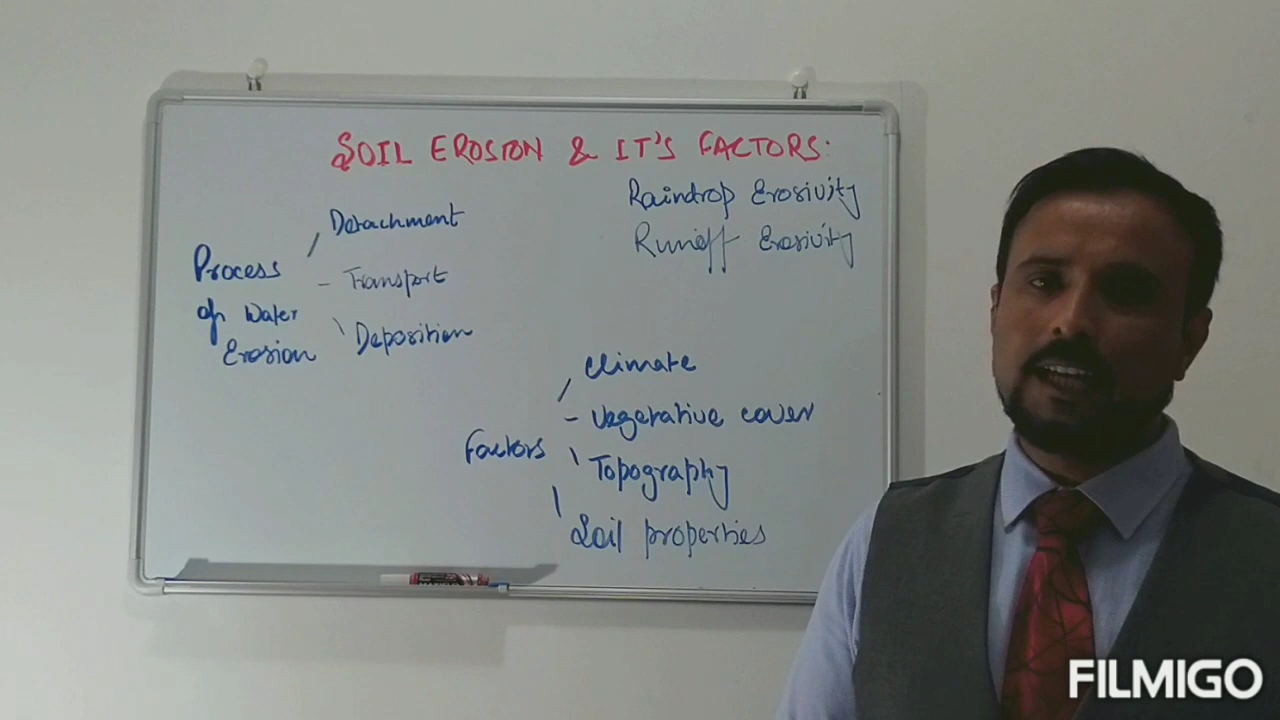 SOIL EROSION & IT'S FACTORS:
Raindrop Erosivity
Runoff Erosivity
Process
of Water
Erosion
Detachment
Transport
Deposition
Factors
Climate
Vegetative cover
Topography
Soil properties
FILMIGO